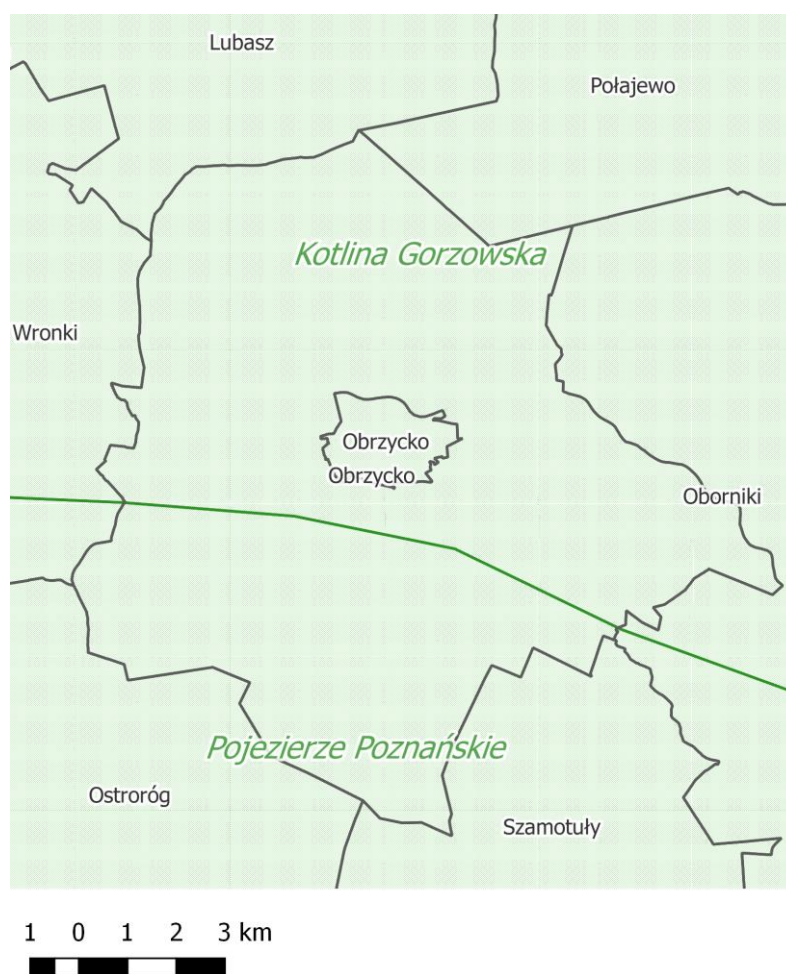 Lubasz
Połajewo
Kotlina Gorzowska
Wronki
Obrzycko
Obrzycko
Oborniki
Pojezierze Poznańskie
Ostroróg
Szamotuły
1 0 1 2 3 km